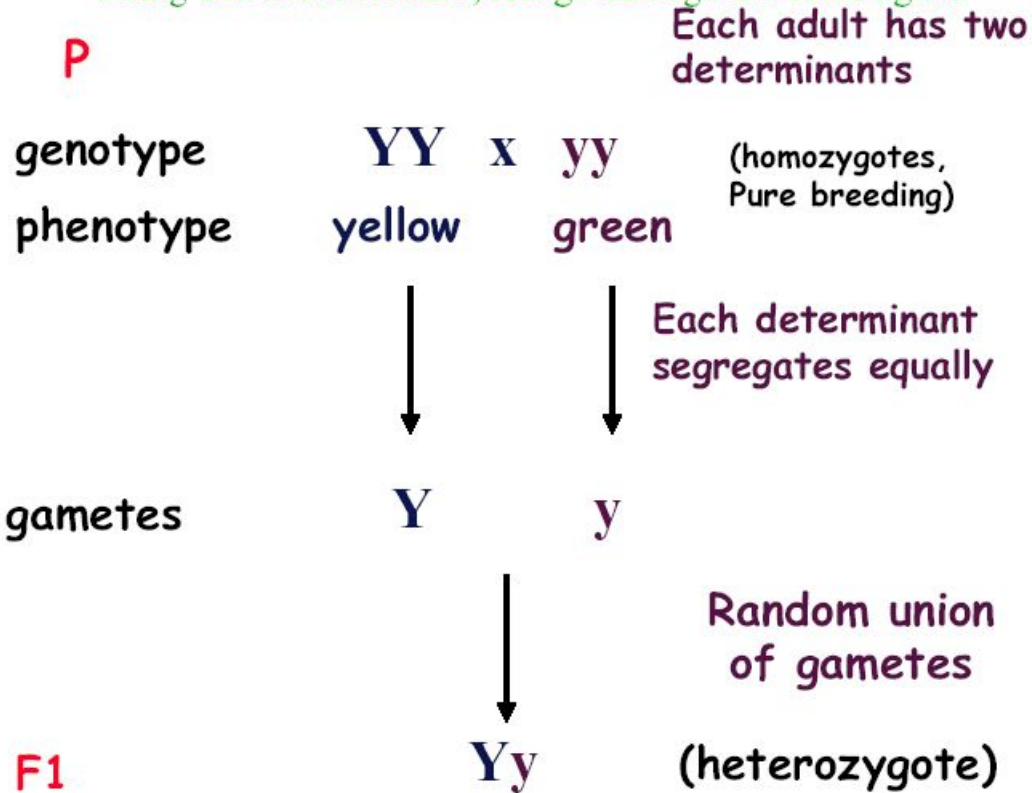 Each adult has two
P
determinants
genotype YY x yy (homozygotes,
Pure breeding)
phenotype yellow green
Each determinant
segregates equally
gametes Y y
Random union
of gametes
F1 Yy (heterozygote)